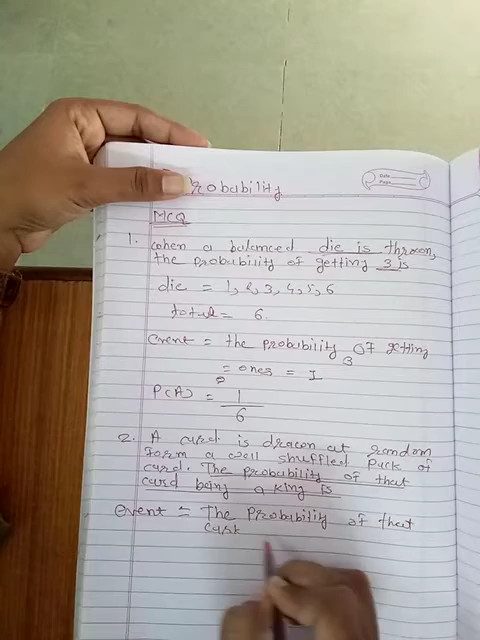 Probability
Date
Page
MCQ
1. When a balanced die is thrown,
the probability of getting 3 is
die = 1, 2, 3, 4, 5, 6
total = 6.
Event = the probability of getting
3
= ones = 1
P(A) = 1
6
2. A card is drawn at random
form a well shuffled Pack of
card. The probability of that
card being a king is
Event = The Probability of that
card